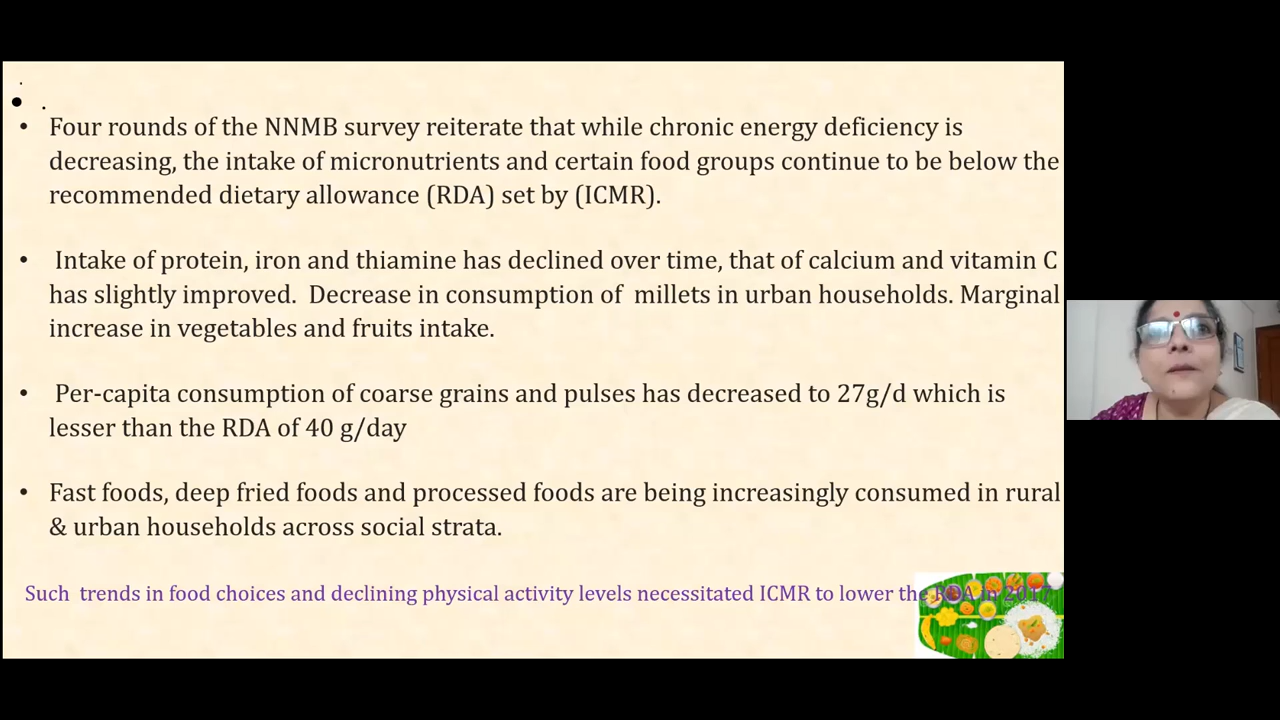 Four rounds of the NNMB survey reiterate that while chronic energy deficiency is
decreasing, the intake of micronutrients and certain food groups continue to be below the
recommended dietary allowance (RDA) set by (ICMR).
Intake of protein, iron and thiamine has declined over time, that of calcium and vitamin C
has slightly improved.  Decrease in consumption of  millets in urban households. Marginal
increase in vegetables and fruits intake.
Per-capita consumption of coarse grains and pulses has decreased to 27g/d which is
lesser than the RDA of 40 g/day
Fast foods, deep fried foods and processed foods are being increasingly consumed in rural
& urban households across social strata.
Such  trends in food choices and declining physical activity levels necessitated ICMR to lower the RDA in 2017